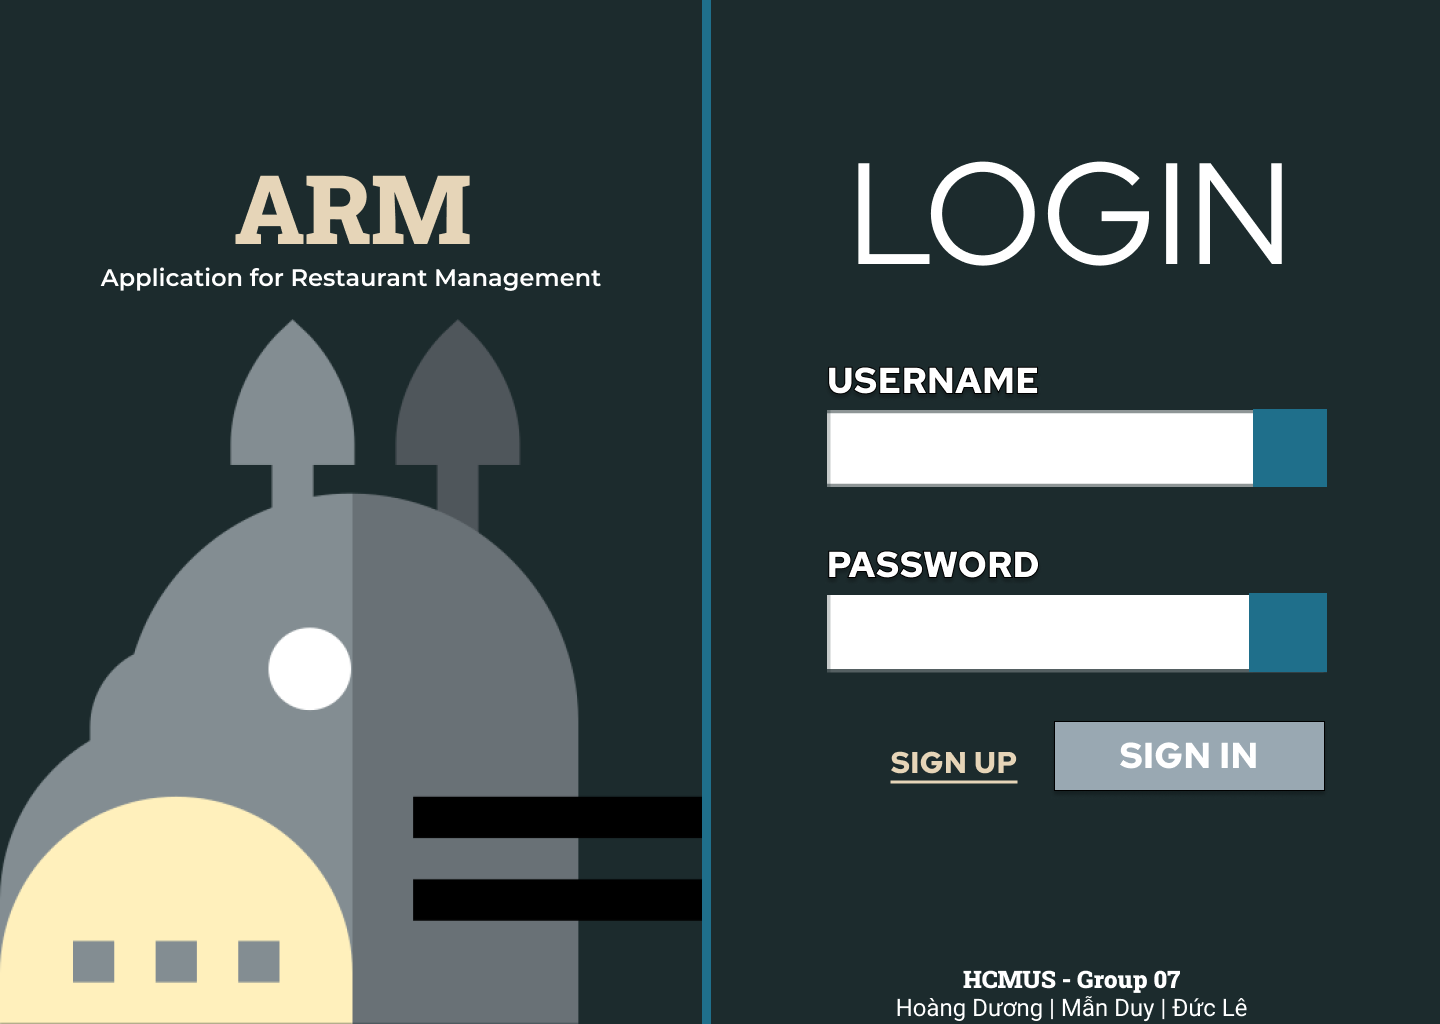 ARM
Application for Restaurant Management
LOGIN
USERNAME
PASSWORD
SIGN UP
SIGN IN
HCMUS - Group 07
Hoàng Dương | Mẫn Duy | Đức Lê